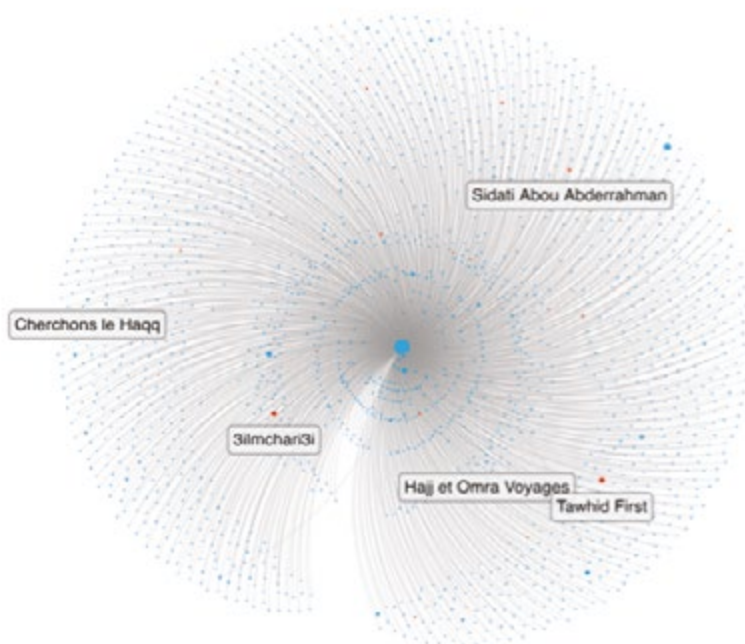 Sidati Abou Abderrahman
Cherchons le Haqq
3ilmchari3i
Hajj et Omra Voyages
Tawhid First